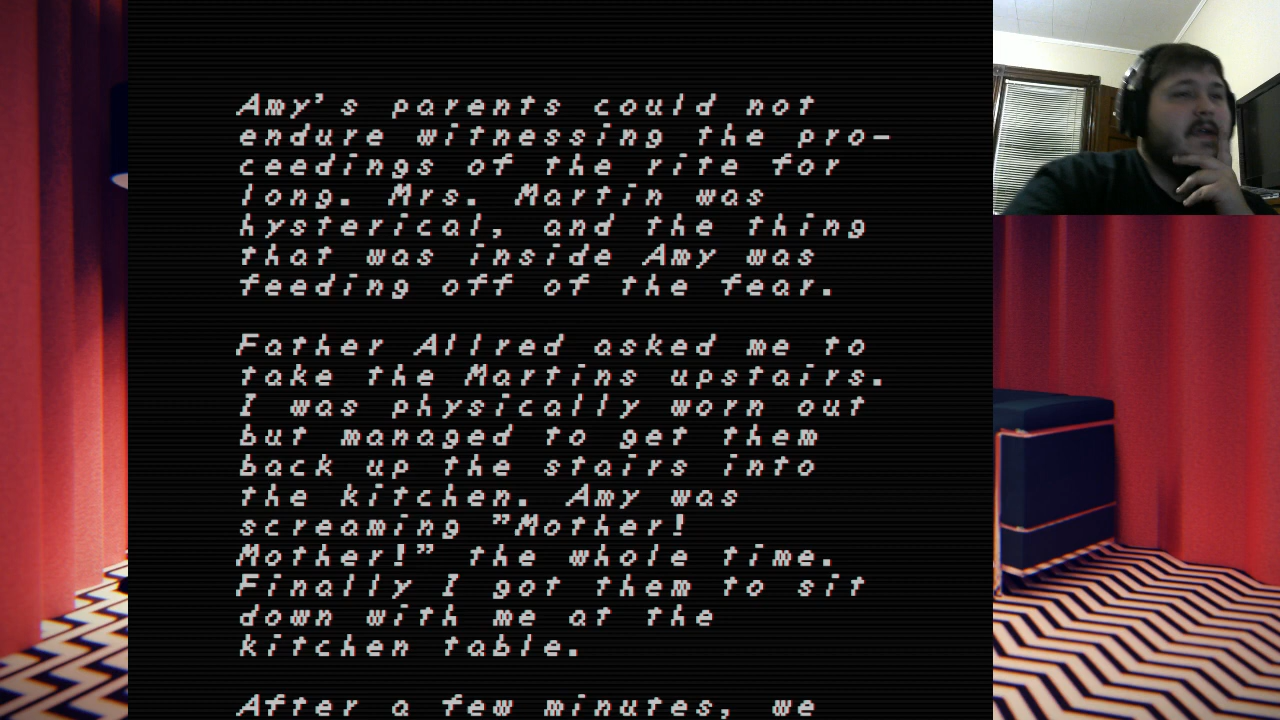 Amy's parents could not
endure witnessing the pro-
ceedings of the rite for
long. Mrs. Martin was
hysterical, and the thing
that was inside Amy was
feeding off of the fear.
Father Allred asked me to
take the Martins upstairs.
I was physically worn out
but managed to get them
back up the stairs into
the kitchen. Amy was
screaming "Mother!
Mother!" the whole time.
Finally I got them to sit
down with me at the
kitchen table.
After a few minutes, we